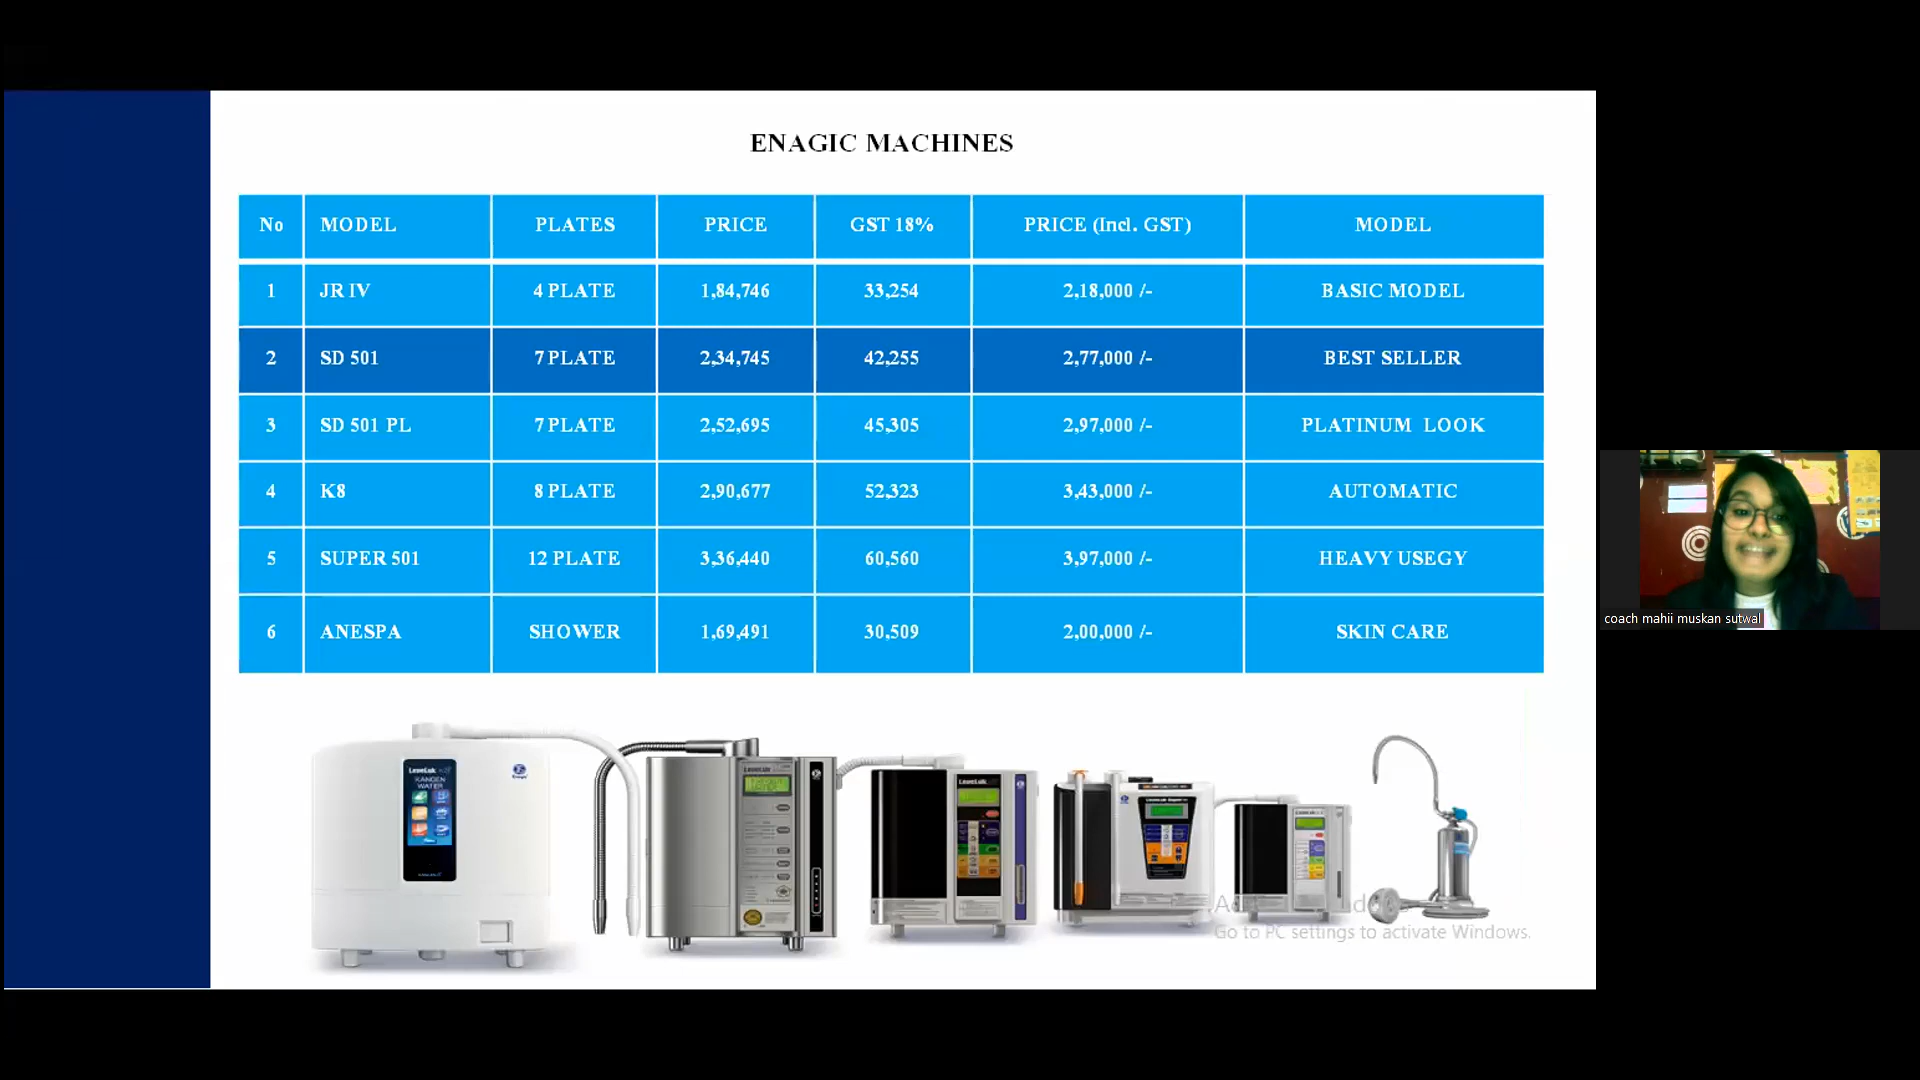 ENAGIC MACHINES
No MODEL PLATES PRICE GST 18% PRICE (Incl. GST) MODEL
1 JR IV 4 PLATE 1,84,746 33,254 2,18,000 /- BASIC MODEL
2 SD 501 7 PLATE 2,34,745 42,255 2,77,000 /- BEST SELLER
3 SD 501 PL 7 PLATE 2,52,695 45,305 2,97,000 /- PLATINUM LOOK
4 K8 8 PLATE 2,90,677 52,323 3,43,000 /- AUTOMATIC
5 SUPER 501 12 PLATE 3,36,440 60,560 3,97,000 /- HEAVY USEGY
6 ANESPA SHOWER 1,69,491 30,509 2,00,000 /- SKIN CARE
coach mahii muskan sutwal
LeveLuk
KANGEN
WATER
Go to PC settings to activate Windows.